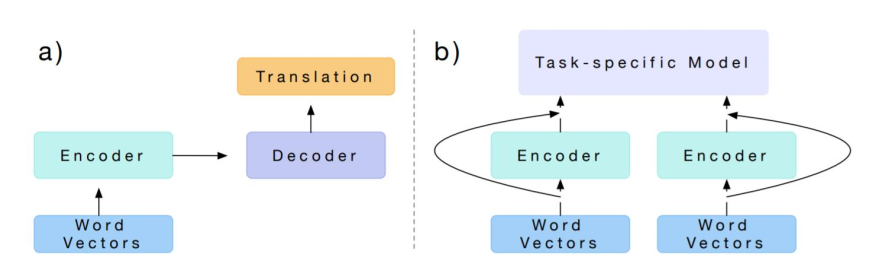 a)
Translation
Encoder
Decoder
Word
Vectors
b)
Task-specific Model
Encoder
Encoder
Word
Vectors
Word
Vectors